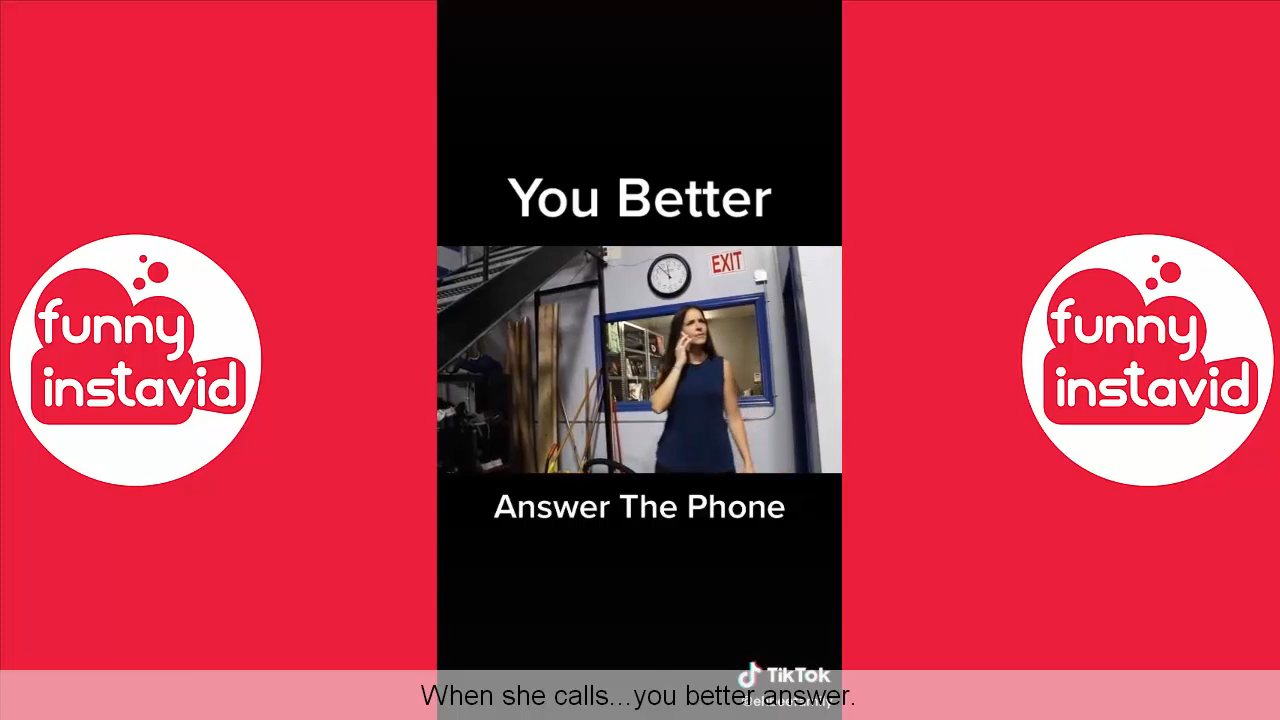 You Better
EXIT
funny
instavid
funny
instavid
Answer The Phone
TikTok
When she calls...you better answer.